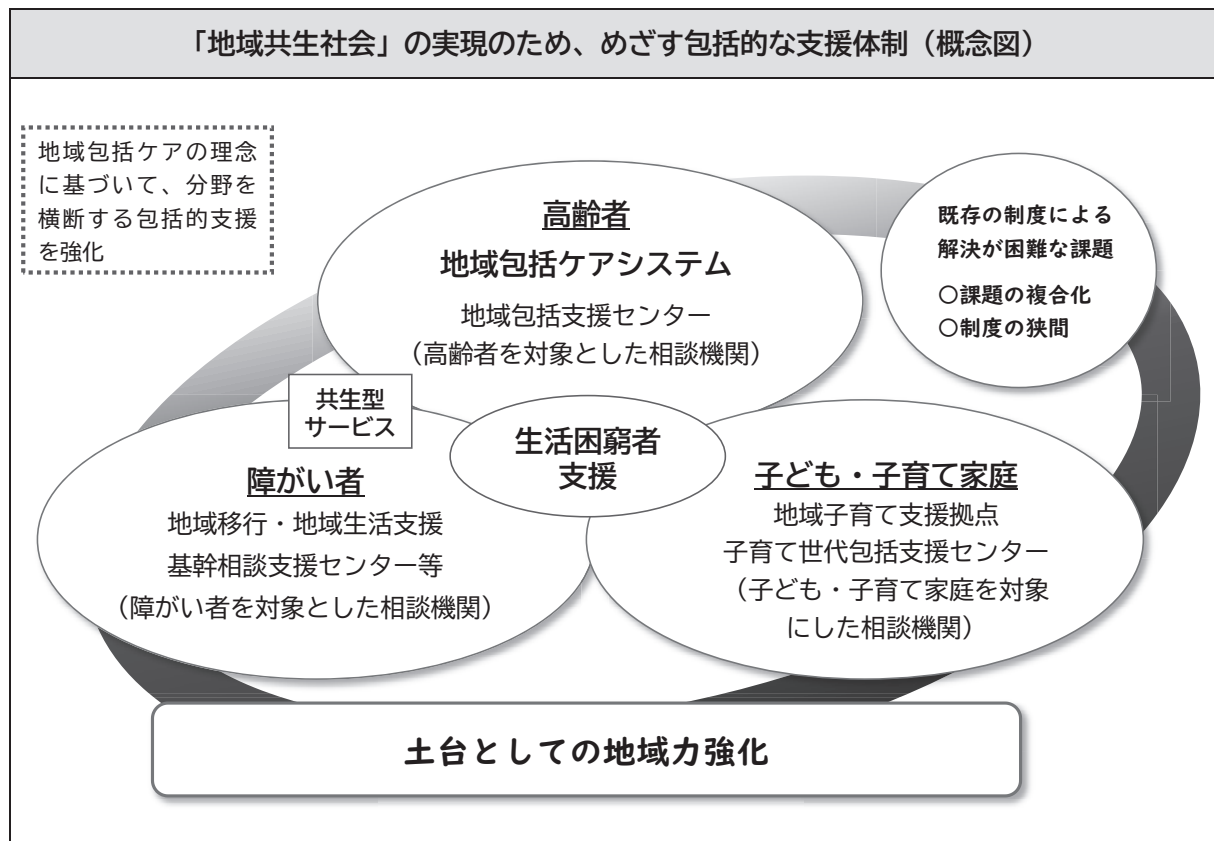 「地域共生社会」の実現のため、めざす包括的な支援体制（概念図）
地域包括ケアの理念
に基づいて、分野を
横断する包括的支援
を強化
高齢者
地域包括ケアシステム
地域包括支援センター
（高齢者を対象とした相談機関）
既存の制度による
解決が困難な課題
○課題の複合化
○制度の狭間
共生型
サービス
生活困窮者
支援
障がい者
地域移行・地域生活支援
基幹相談支援センター等
（障がい者を対象とした相談機関）
子ども・子育て家庭
地域子育て支援拠点
子育て世代包括支援センター
（子ども・子育て家庭を対象
にした相談機関）
土台としての地域力強化